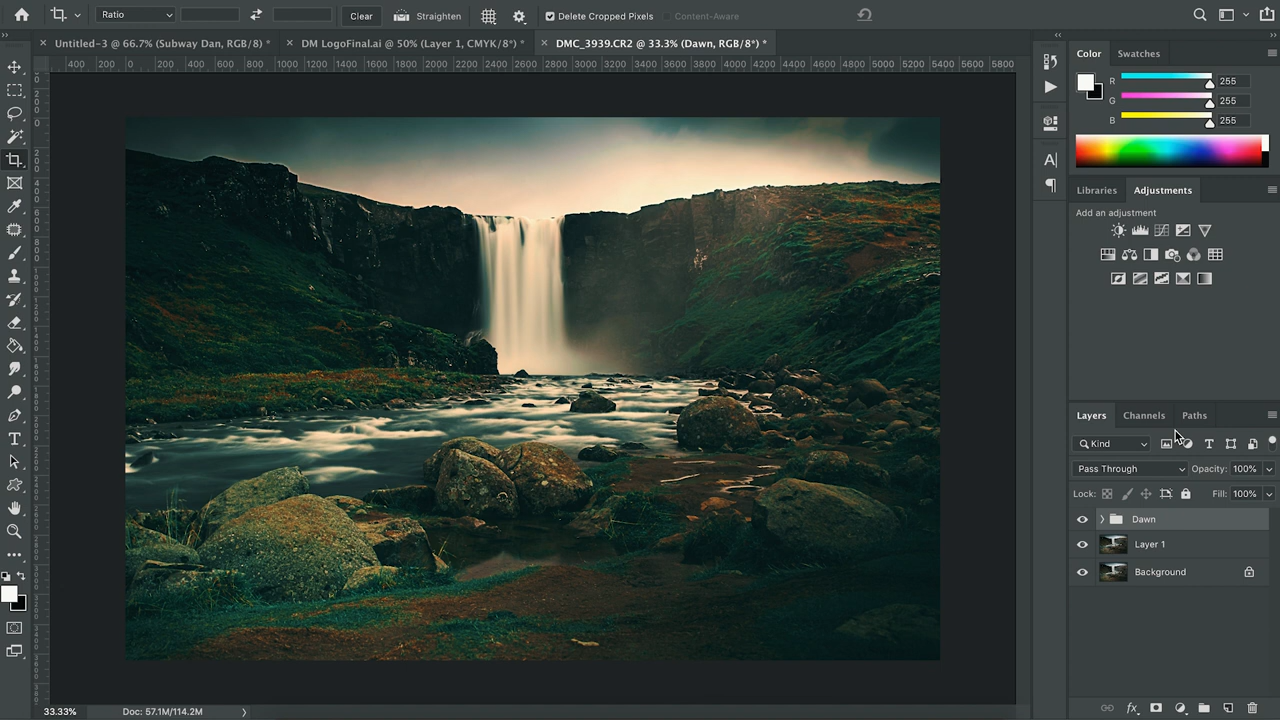 Ratio Clear Straighten Delete Cropped Pixels Content-Aware
Untitled-3 @ 66.7% (Subway Dan, RGB/8) * DM LogoFinal.ai @ 50% (Layer 1, CMYK/8*) * DMC_3939.CR2 @ 33.3% (Dawn, RGB/8*) *
400 200 0 200 400 600 800 1000 1200 1400 1600 1800 2000 2200 2400 2600 2800 3000 3200 3400 3600 3800 4000 4200 4400 4600 4800 5000 5200 5400 5600 5800
Color Swatches
R 255
G 255
B 255
Libraries Adjustments
Add an adjustment
Layers Channels Paths
Kind
Pass Through Opacity: 100%
Lock: Fill: 100%
Dawn
Layer 1
Background
33.33% Doc: 57.1M/114.2M